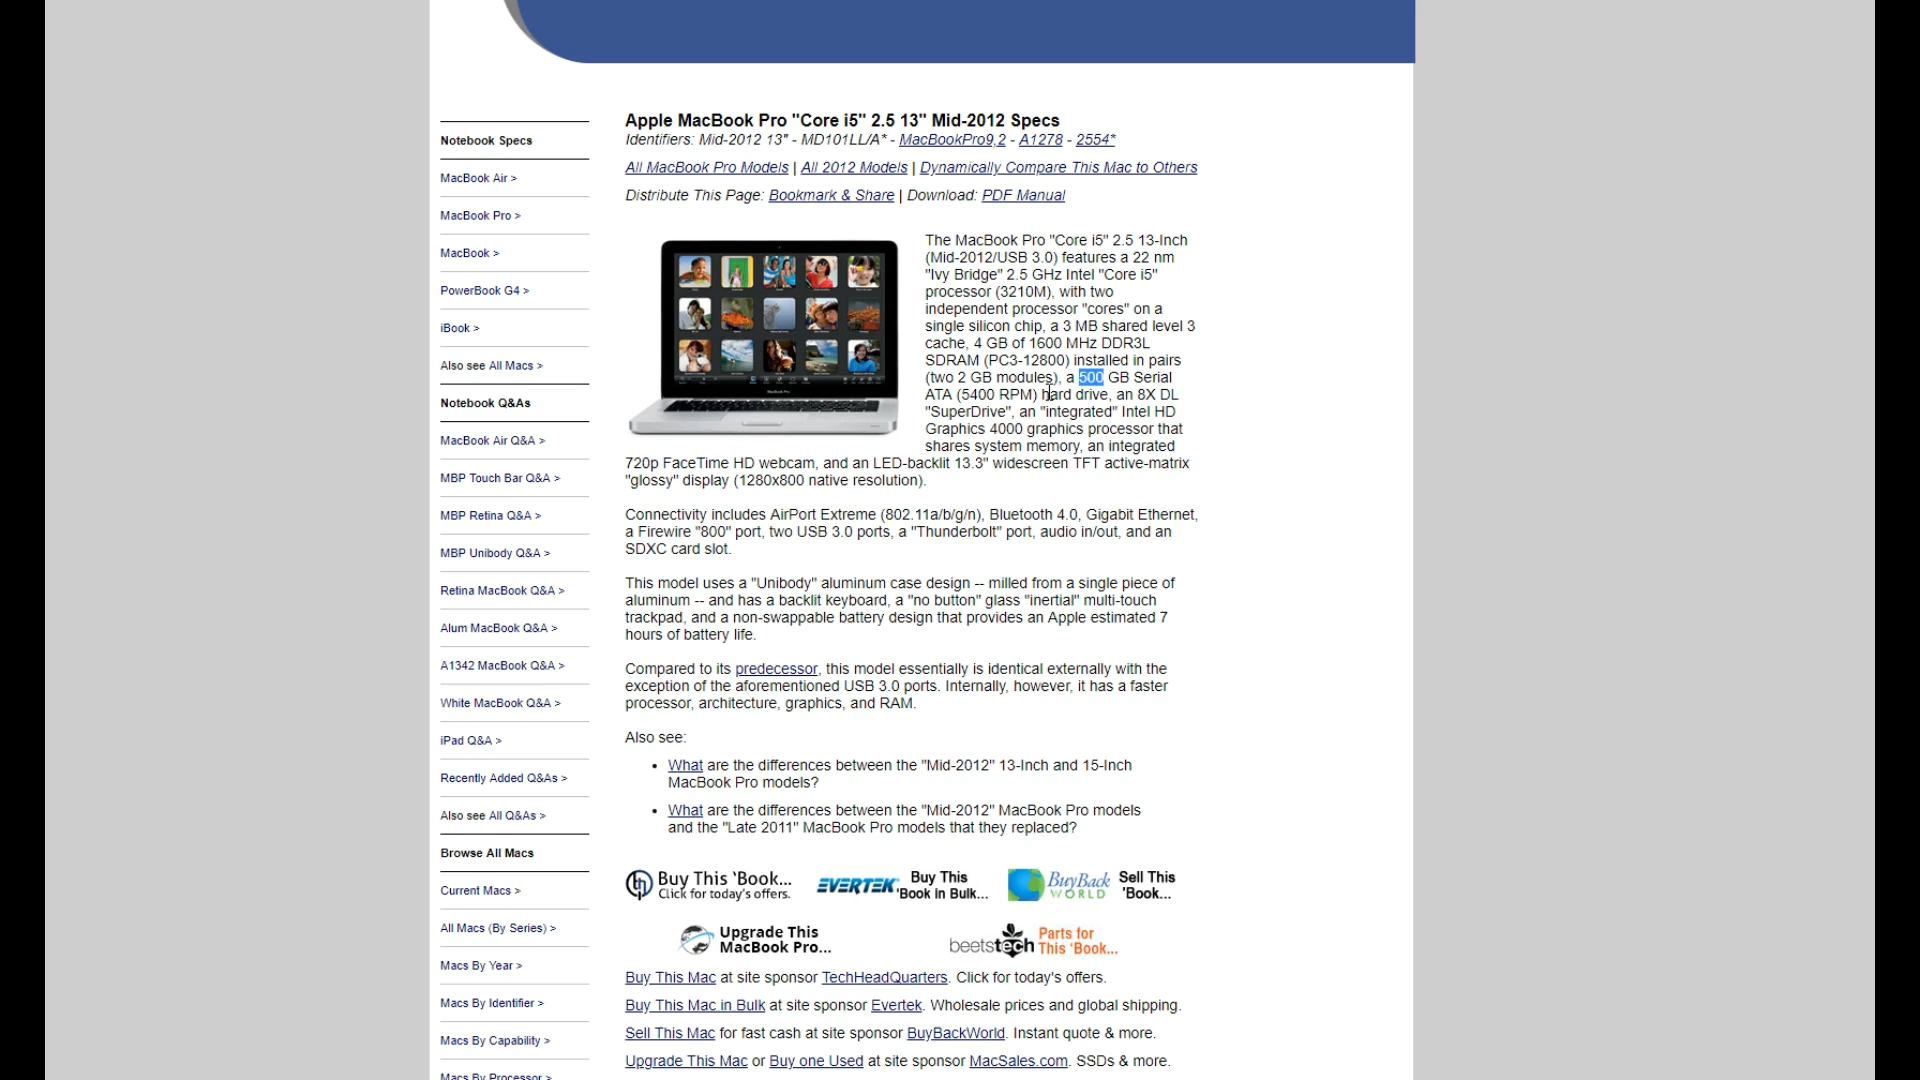 Notebook Specs
MacBook Air >
MacBook Pro >
MacBook >
PowerBook G4 >
iBook >
Also see All Macs >
Notebook Q&As
MacBook Air Q&A >
MBP Touch Bar Q&A >
MBP Retina Q&A >
MBP Unibody Q&A >
Retina MacBook Q&A >
Alum MacBook Q&A >
A1342 MacBook Q&A >
White MacBook Q&A >
iPad Q&A >
Recently Added Q&As >
Also see All Q&As >
Browse All Macs
Current Macs >
All Macs (By Series) >
Macs By Year >
Macs By Identifier >
Macs By Capability >
Macs By Processor >
Apple MacBook Pro "Core i5" 2.5 13" Mid-2012 Specs
Identifiers: Mid-2012 13" - MD101LL/A* - MacBookPro9,2 - A1278 - 2554*
All MacBook Pro Models | All 2012 Models | Dynamically Compare This Mac to Others
Distribute This Page: Bookmark & Share | Download: PDF Manual
The MacBook Pro "Core i5" 2.5 13-Inch
(Mid-2012/USB 3.0) features a 22 nm
"Ivy Bridge" 2.5 GHz Intel "Core i5"
processor (3210M), with two
independent processor "cores" on a
single silicon chip, a 3 MB shared level 3
cache, 4 GB of 1600 MHz DDR3L
SDRAM (PC3-12800) installed in pairs
(two 2 GB modules), a 500 GB Serial
ATA (5400 RPM) hard drive, an 8X DL
"SuperDrive", an "integrated" Intel HD
Graphics 4000 graphics processor that
shares system memory, an integrated
720p FaceTime HD webcam, and an LED-backlit 13.3" widescreen TFT active-matrix
"glossy" display (1280x800 native resolution).
Connectivity includes AirPort Extreme (802.11a/b/g/n), Bluetooth 4.0, Gigabit Ethernet,
a Firewire "800" port, two USB 3.0 ports, a "Thunderbolt" port, audio in/out, and an
SDXC card slot.
This model uses a "Unibody" aluminum case design -- milled from a single piece of
aluminum -- and has a backlit keyboard, a "no button" glass "inertial" multi-touch
trackpad, and a non-swappable battery design that provides an Apple estimated 7
hours of battery life.
Compared to its predecessor, this model essentially is identical externally with the
exception of the aforementioned USB 3.0 ports. Internally, however, it has a faster
processor, architecture, graphics, and RAM.
Also see:
• What are the differences between the "Mid-2012" 13-Inch and 15-Inch
MacBook Pro models?
• What are the differences between the "Mid-2012" MacBook Pro models
and the "Late 2011" MacBook Pro models that they replaced?
Buy This 'Book...
Click for today's offers.
EVERTEK Buy This
'Book in Bulk...
BuyBack WORLD Sell This
'Book...
Upgrade This
MacBook Pro...
beetstech Parts for
This 'Book...
Buy This Mac at site sponsor TechHeadQuarters. Click for today's offers.
Buy This Mac in Bulk at site sponsor Evertek. Wholesale prices and global shipping.
Sell This Mac for fast cash at site sponsor BuyBackWorld. Instant quote & more.
Upgrade This Mac or Buy one Used at site sponsor MacSales.com. SSDs & more.